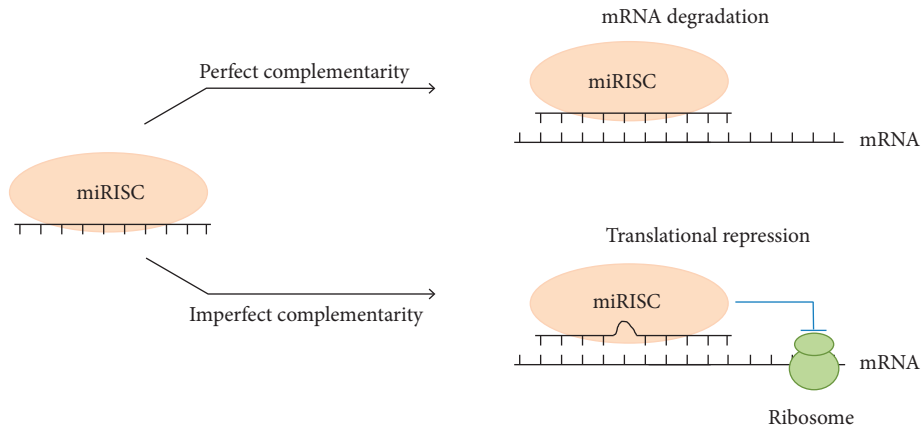 mRNA degradation
Perfect complementarity
miRISC
mRNA
miRISC
Translational repression
Imperfect complementarity
miRISC
mRNA
Ribosome